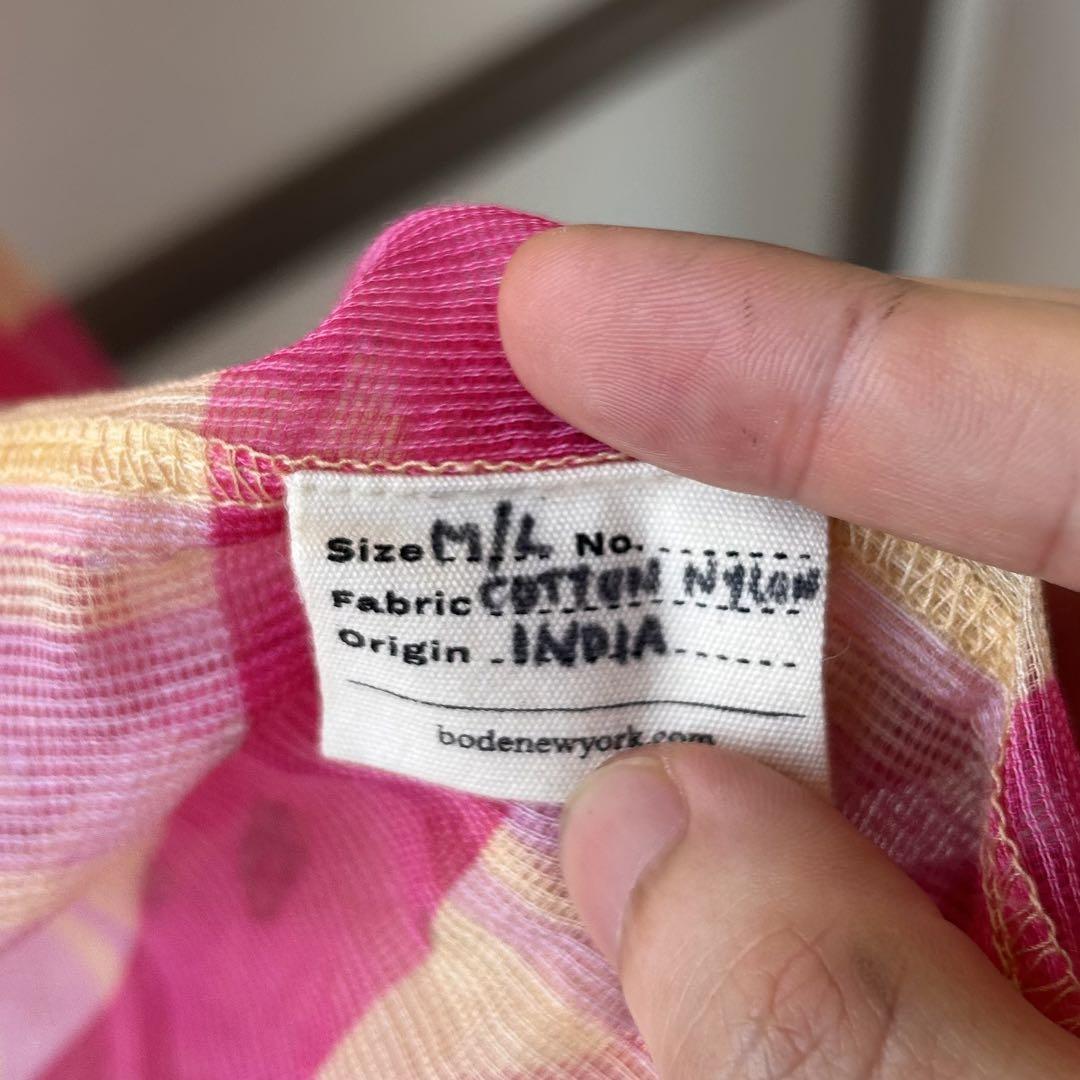 Size M/L No.
Fabric COTTON NYLON
Origin INDIA
bodenewyork.com